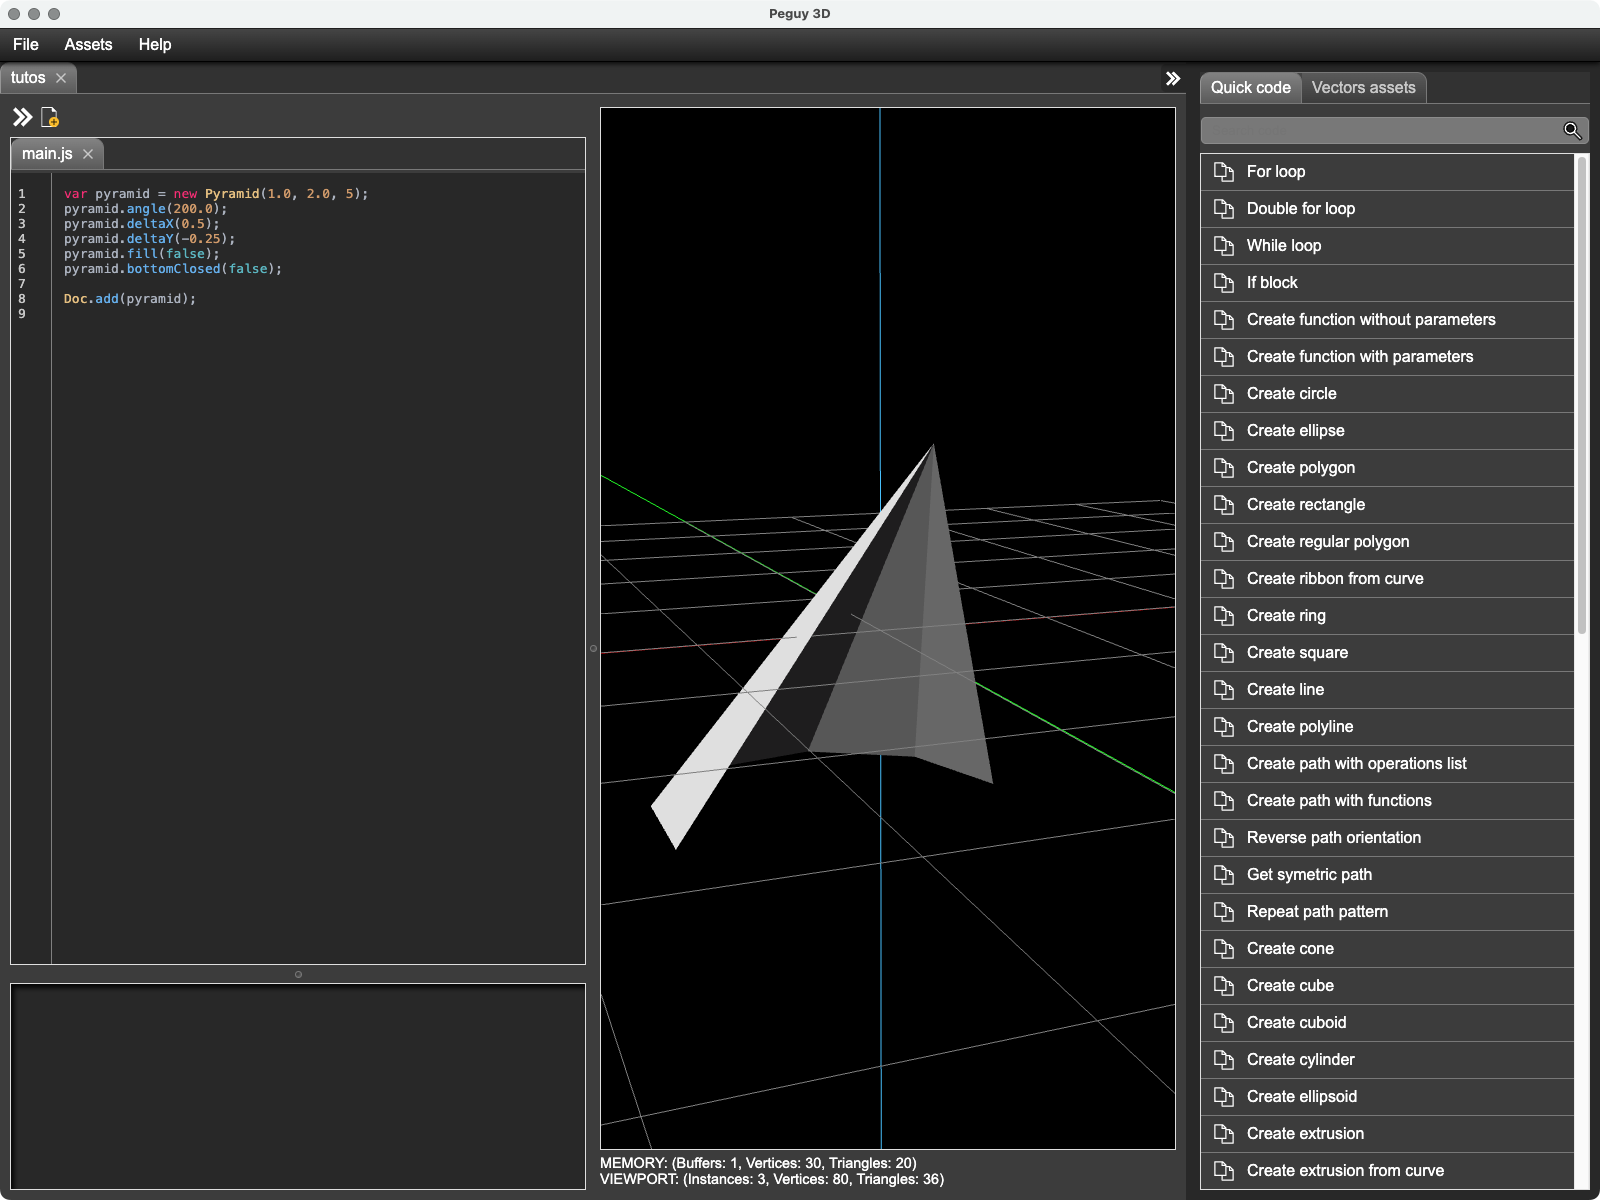 Peguy 3D
File Assets Help
tutos
main.js
1 var pyramid = new Pyramid(1.0, 2.0, 5);
2 pyramid.angle(200.0);
3 pyramid.deltaX(0.5);
4 pyramid.deltaY(-0.25);
5 pyramid.fill(false);
6 pyramid.bottomClosed(false);
7
8 Doc.add(pyramid);
9
MEMORY: (Buffers: 1, Vertices: 30, Triangles: 20)
VIEWPORT: (Instances: 3, Vertices: 80, Triangles: 36)
Quick code Vectors assets
For loop
Double for loop
While loop
If block
Create function without parameters
Create function with parameters
Create circle
Create ellipse
Create polygon
Create rectangle
Create regular polygon
Create ribbon from curve
Create ring
Create square
Create line
Create polyline
Create path with operations list
Create path with functions
Reverse path orientation
Get symetric path
Repeat path pattern
Create cone
Create cube
Create cuboid
Create cylinder
Create ellipsoid
Create extrusion
Create extrusion from curve